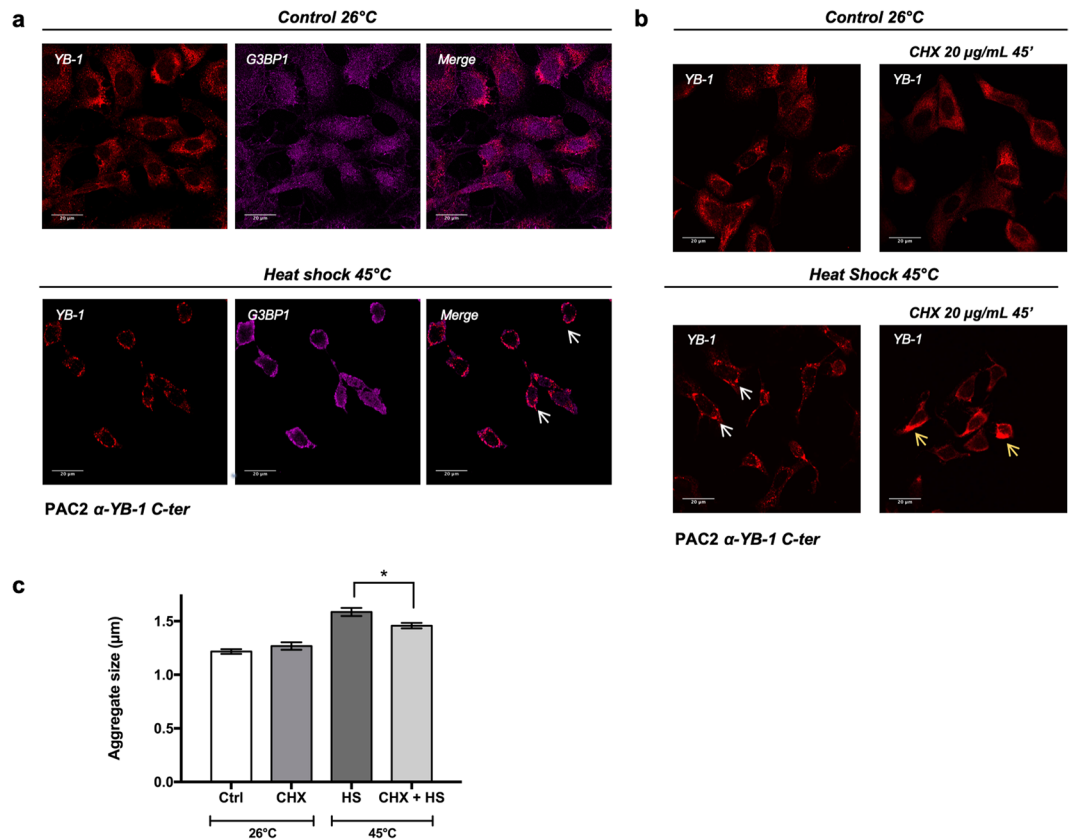 a
Control 26°C
YB-1
G3BP1
Merge
20 µm
20 µm
20 µm
Heat shock 45°C
YB-1
G3BP1
Merge
20 µm
20 µm
20 µm
PAC2 α-YB-1 C-ter
b
Control 26°C
CHX 20 µg/mL 45’
YB-1
YB-1
20 µm
20 µm
Heat Shock 45°C
CHX 20 µg/mL 45’
YB-1
YB-1
20 µm
20 µm
PAC2 α-YB-1 C-ter
c
Aggregate size (µm)
1.5
1.0
0.5
0.0
*
Ctrl CHX HS CHX + HS
26°C 45°C